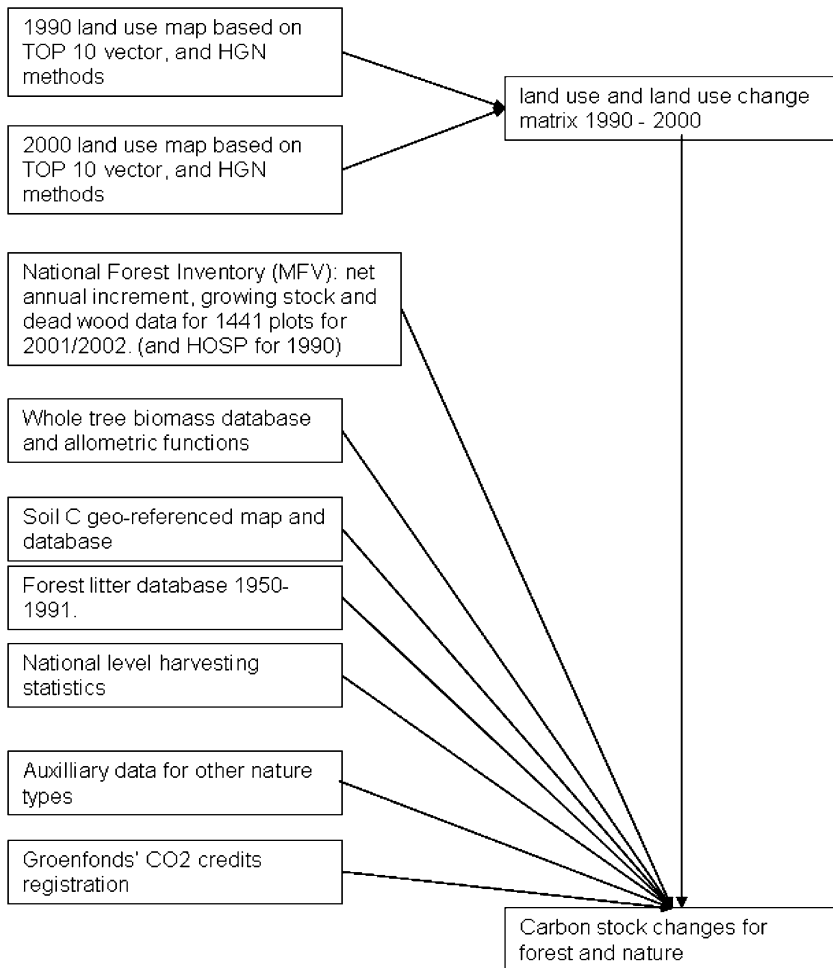 1990 land use map based on
TOP 10 vector, and HGN
methods
land use and land use change
matrix 1990 - 2000
2000 land use map based on
TOP 10 vector, and HGN
methods
National Forest Inventory (MFV): net
annual increment, growing stock and
dead wood data for 1441 plots for
2001/2002. (and HOSP for 1990)
Whole tree biomass database
and allometric functions
Soil C geo-referenced map and
database
Forest litter database 1950-
1991.
National level harvesting
statistics
Auxilliary data for other nature
types
Groenfonds' CO2 credits
registration
Carbon stock changes for
forest and nature